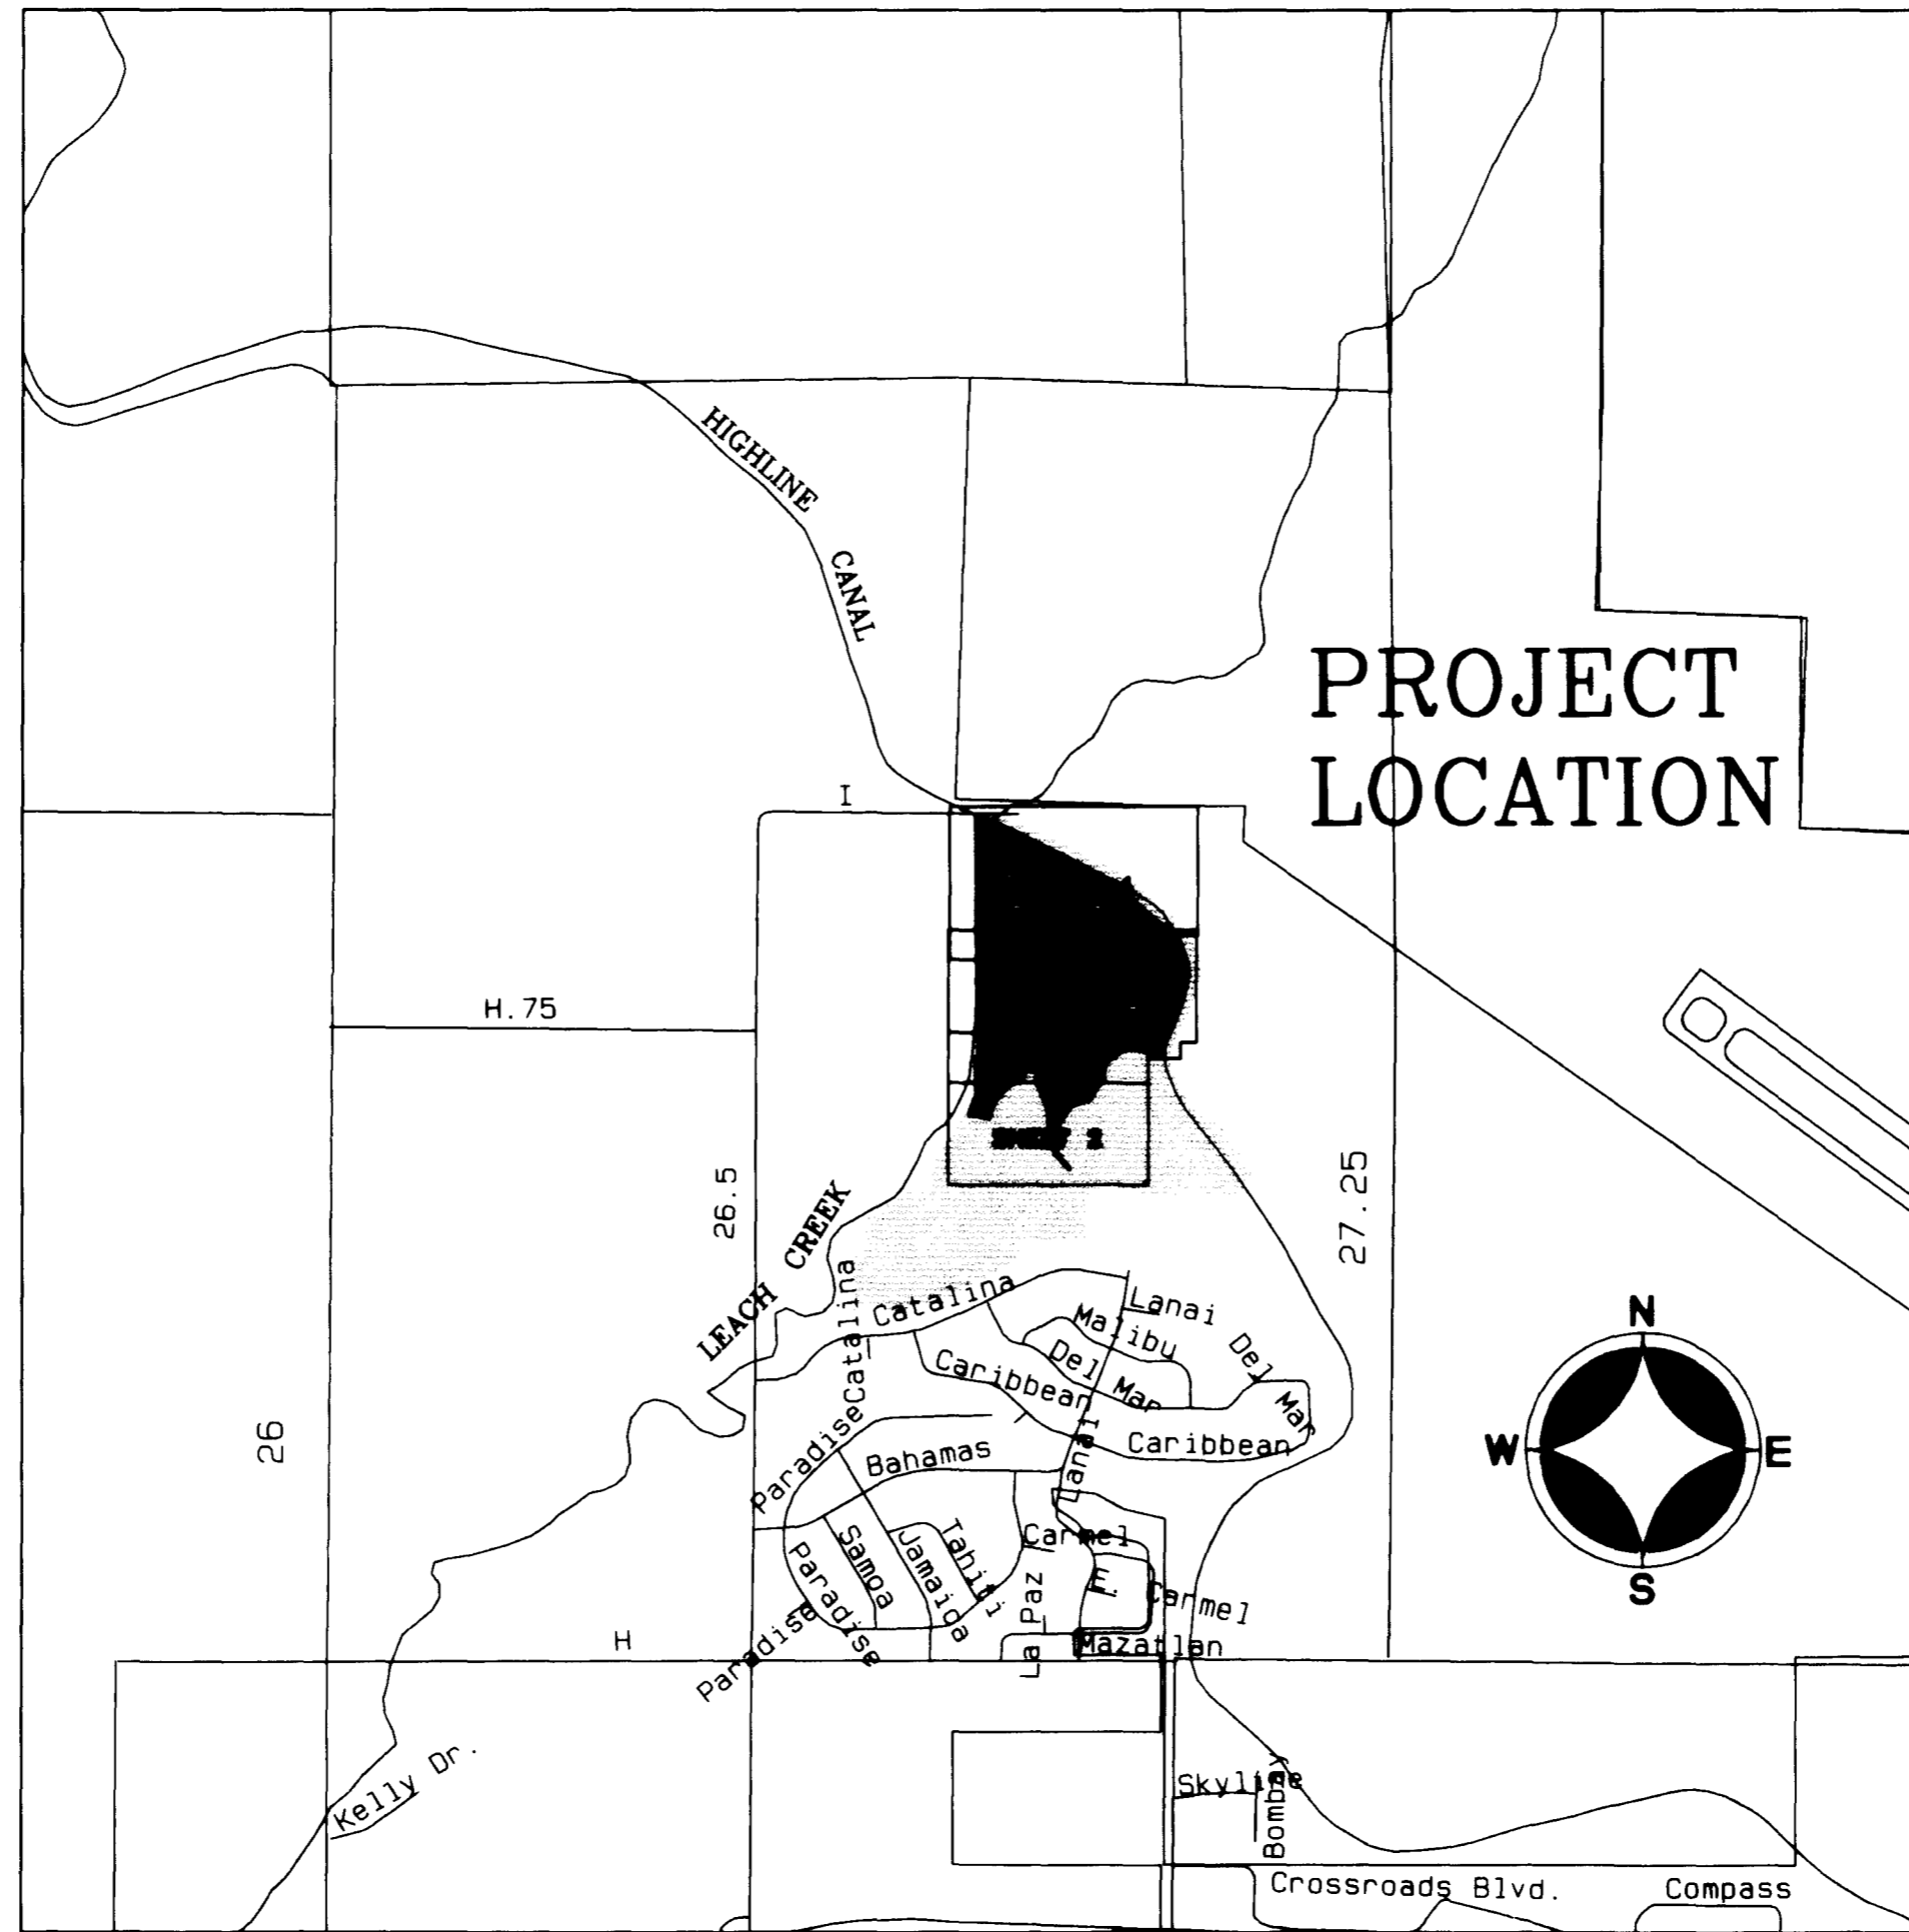 HIGHLINE
CANAL
PROJECT
LOCATION
I
H.75
26.5
27.25
LEACH CREEK
Catalina
Catalina
Lanai
Malibu
Del Mar
Del Mar
Caribbean
Caribbean
Lanai
26
Paradise
Bahamas
N
W
E
S
Carmel
Tahiti
Jamaida
Samoa
Paradise
Paradise
La Paz
E.
Carmel
Mazatlan
H
Kelly Dr.
Skyline
Bombay
Crossroads Blvd.
Compass